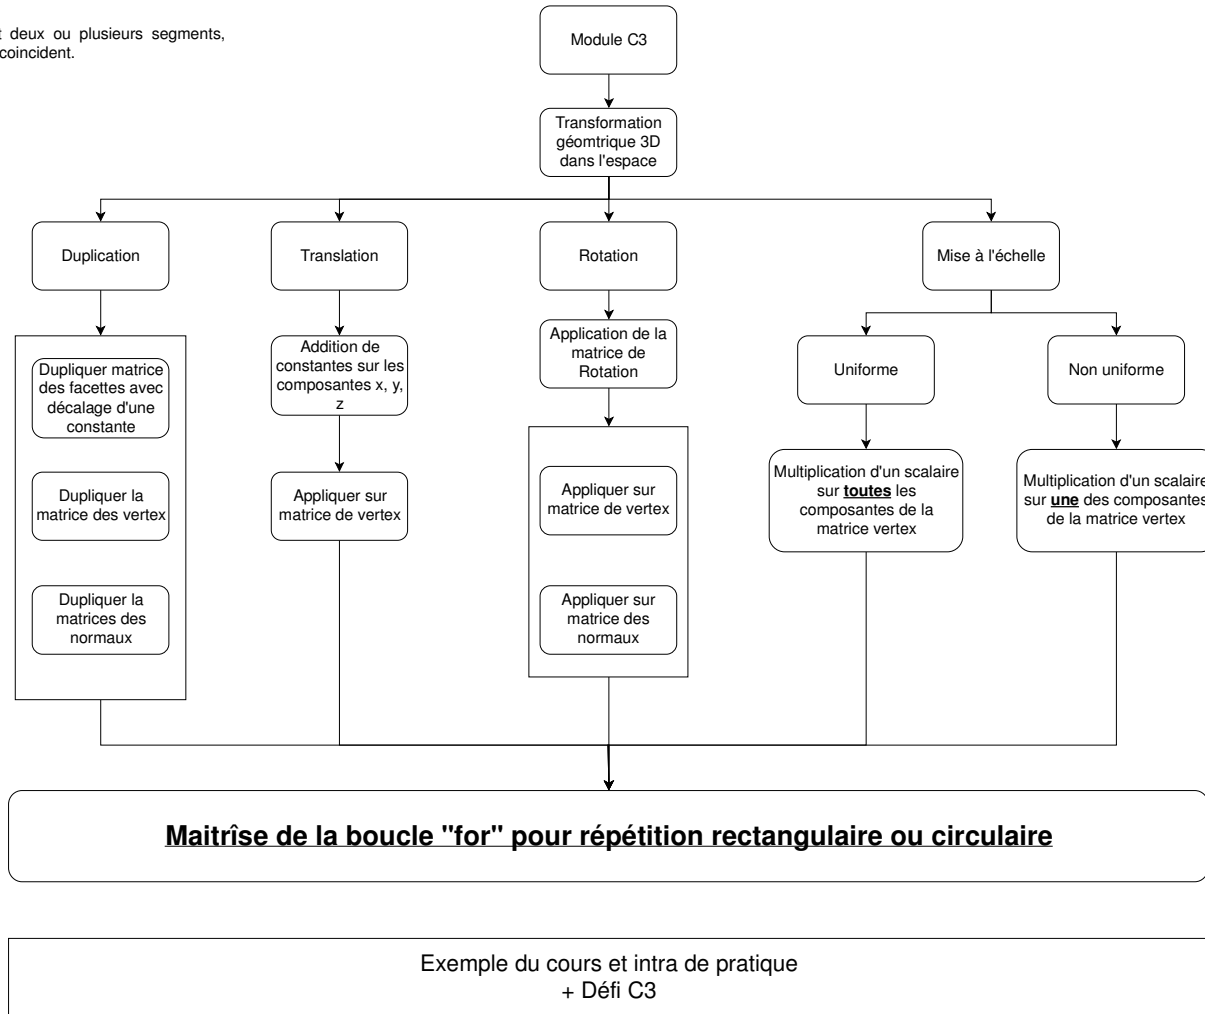 t deux ou plusieurs segments,
coincident.
Module C3
Transformation
géomtrique 3D
dans l'espace
Duplication
Translation
Rotation
Mise à l'échelle
Dupliquer matrice
des facettes avec
décalage d'une
constante
Dupliquer la
matrice des vertex
Dupliquer la
matrices des
normaux
Addition de
constantes sur les
composantes x, y,
z
Appliquer sur
matrice de vertex
Application de la
matrice de
Rotation
Appliquer sur
matrice de vertex
Appliquer sur
matrice des
normaux
Uniforme
Non uniforme
Multiplication d'un scalaire
sur toutes les
composantes de la
matrice vertex
Multiplication d'un scalaire
sur une des composantes
de la matrice vertex
Maitrîse de la boucle "for" pour répétition rectangulaire ou circulaire
Exemple du cours et intra de pratique
+ Défi C3